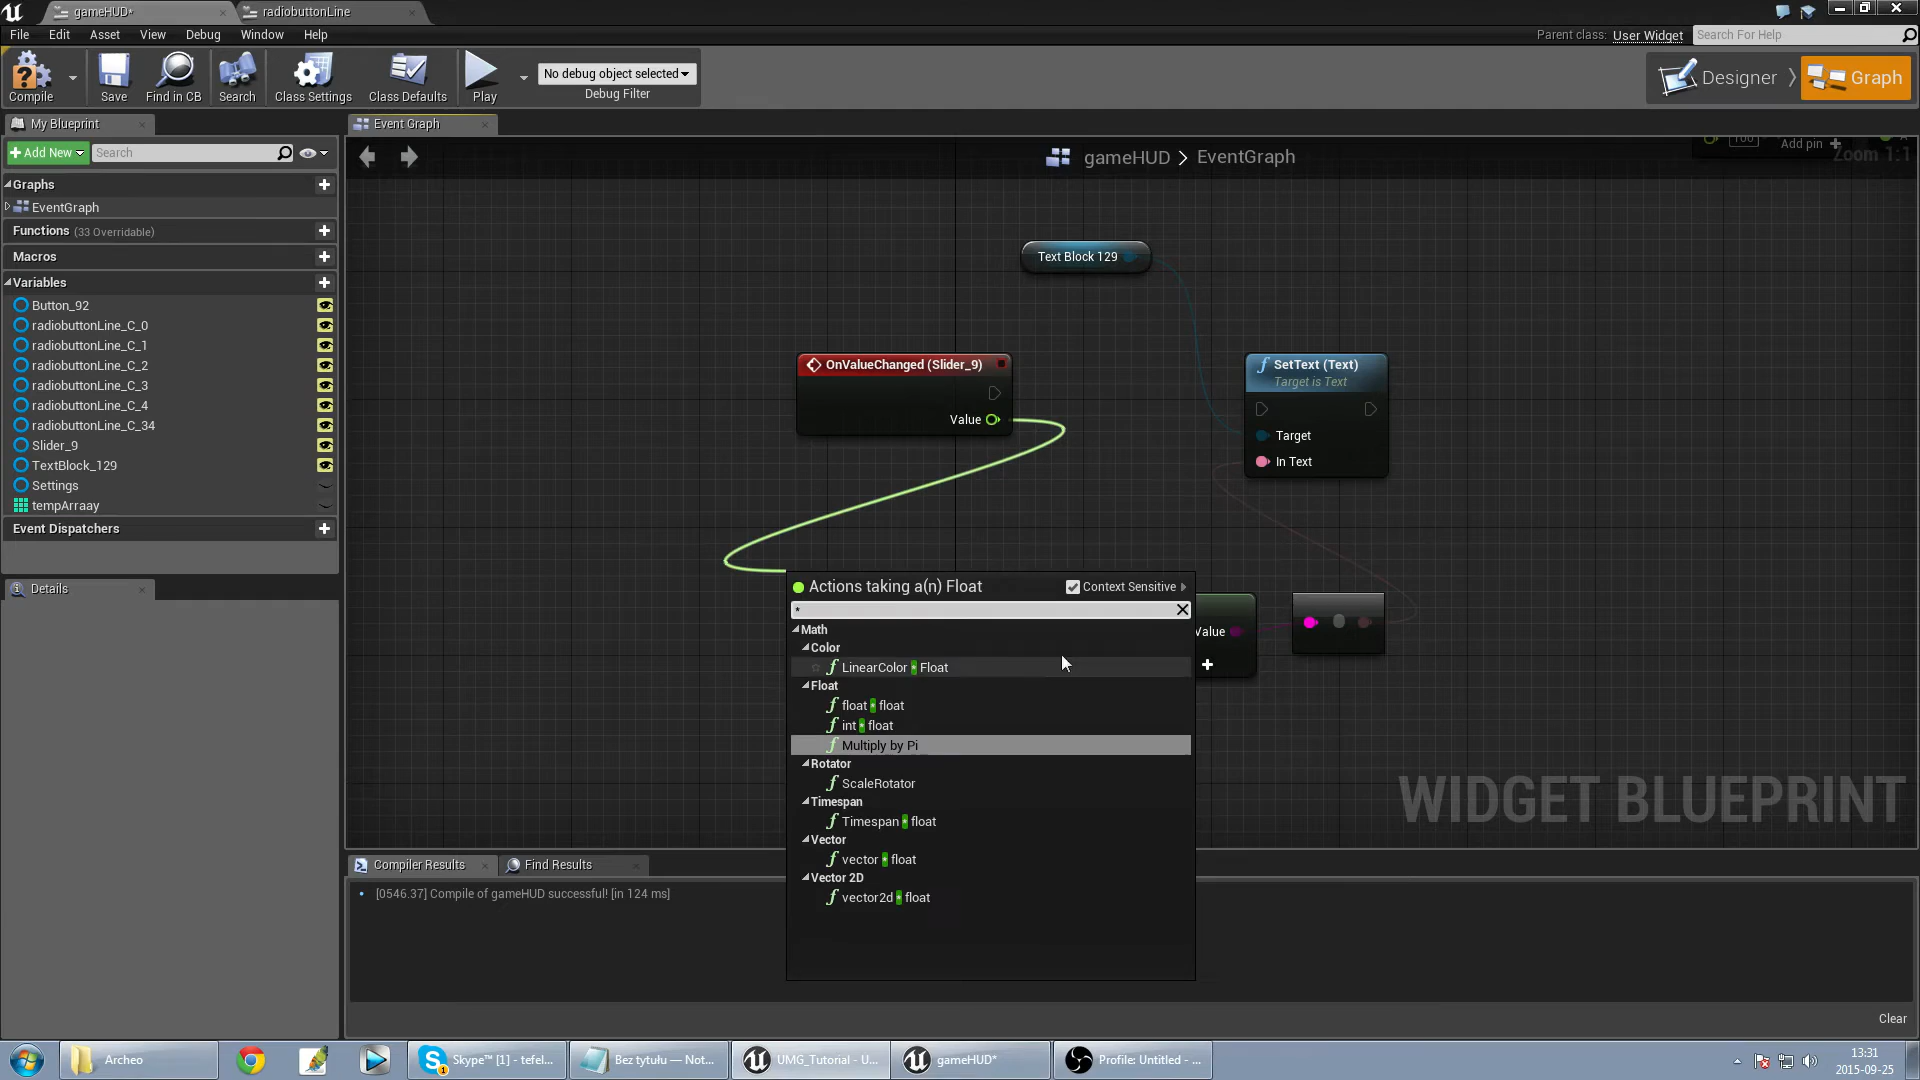 gameHUD*
radiobuttonLine
File Edit Asset View Debug Window Help
Parent class: User Widget
Search For Help
Compile
Save
Find in CB
Search
Class Settings
Class Defaults
Play
No debug object selected
Debug Filter
Designer
Graph
My Blueprint
Event Graph
Add New
Search
gameHUD > EventGraph
100
Add pin +
Zoom 1:1
Graphs
EventGraph
Functions (33 Overridable)
Macros
Variables
Button_92
radiobuttonLine_C_0
radiobuttonLine_C_1
radiobuttonLine_C_2
radiobuttonLine_C_3
radiobuttonLine_C_4
radiobuttonLine_C_34
Slider_9
TextBlock_129
Settings
tempArraay
Event Dispatchers
Details
Text Block 129
OnValueChanged (Slider_9)
Value
SetText (Text)
Target is Text
Target
In Text
Actions taking a(n) Float
Context Sensitive
*
Math
Color
LinearColor * Float
Float
float * float
int * float
Multiply by Pi
Rotator
ScaleRotator
Timespan
Timespan * float
Vector
vector * float
Vector 2D
vector2d * float
Value
WIDGET BLUEPRINT
Compiler Results
Find Results
[0546.37] Compile of gameHUD successful! [in 124 ms]
Clear
Archeo
Skype™ [1] - tefel...
Bez tytułu — Not...
UMG_Tutorial - U...
gameHUD*
Profile: Untitled - ...
13:31
2015-09-25